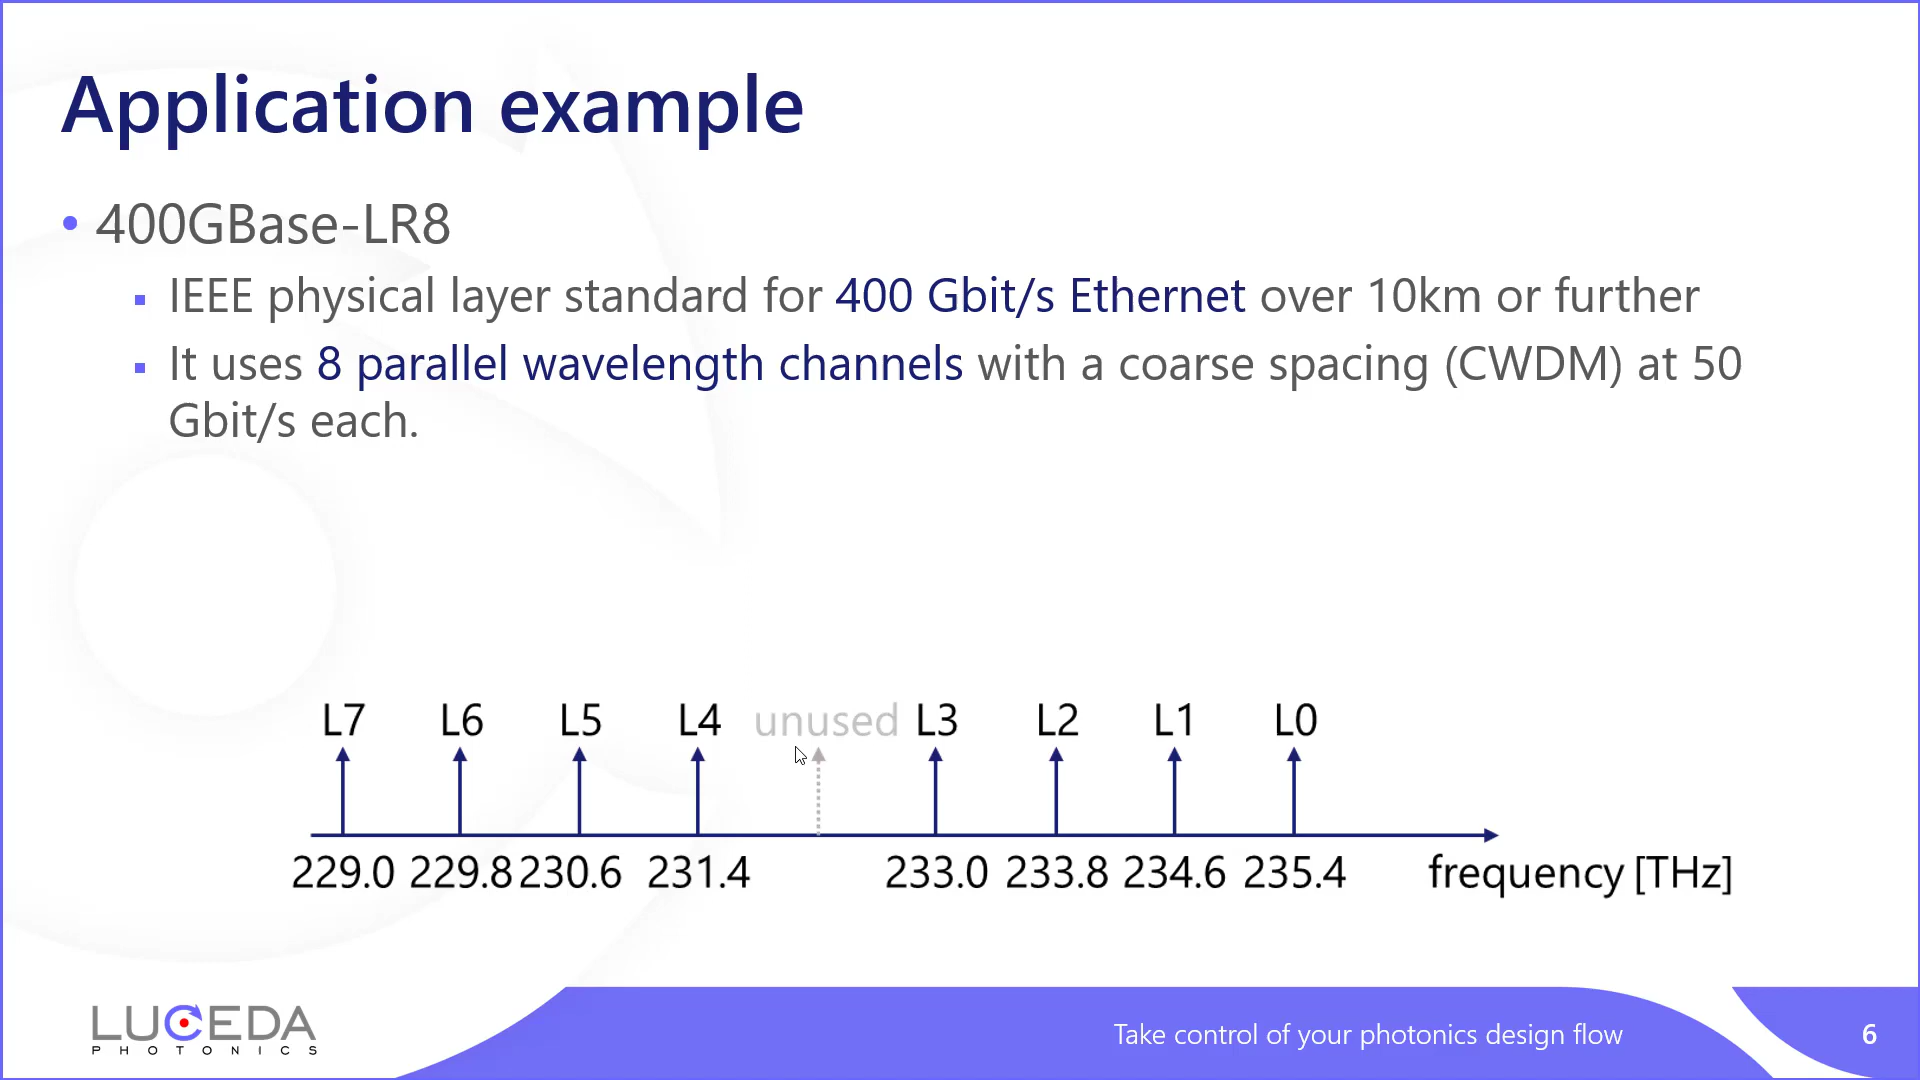 Application example
• 400GBase-LR8
▪ IEEE physical layer standard for 400 Gbit/s Ethernet over 10km or further
▪ It uses 8 parallel wavelength channels with a coarse spacing (CWDM) at 50
Gbit/s each.
L7 L6 L5 L4 unused L3 L2 L1 L0
229.0 229.8 230.6 231.4 233.0 233.8 234.6 235.4 frequency [THz]
LUCEDA
PHOTONICS
Take control of your photonics design flow
6